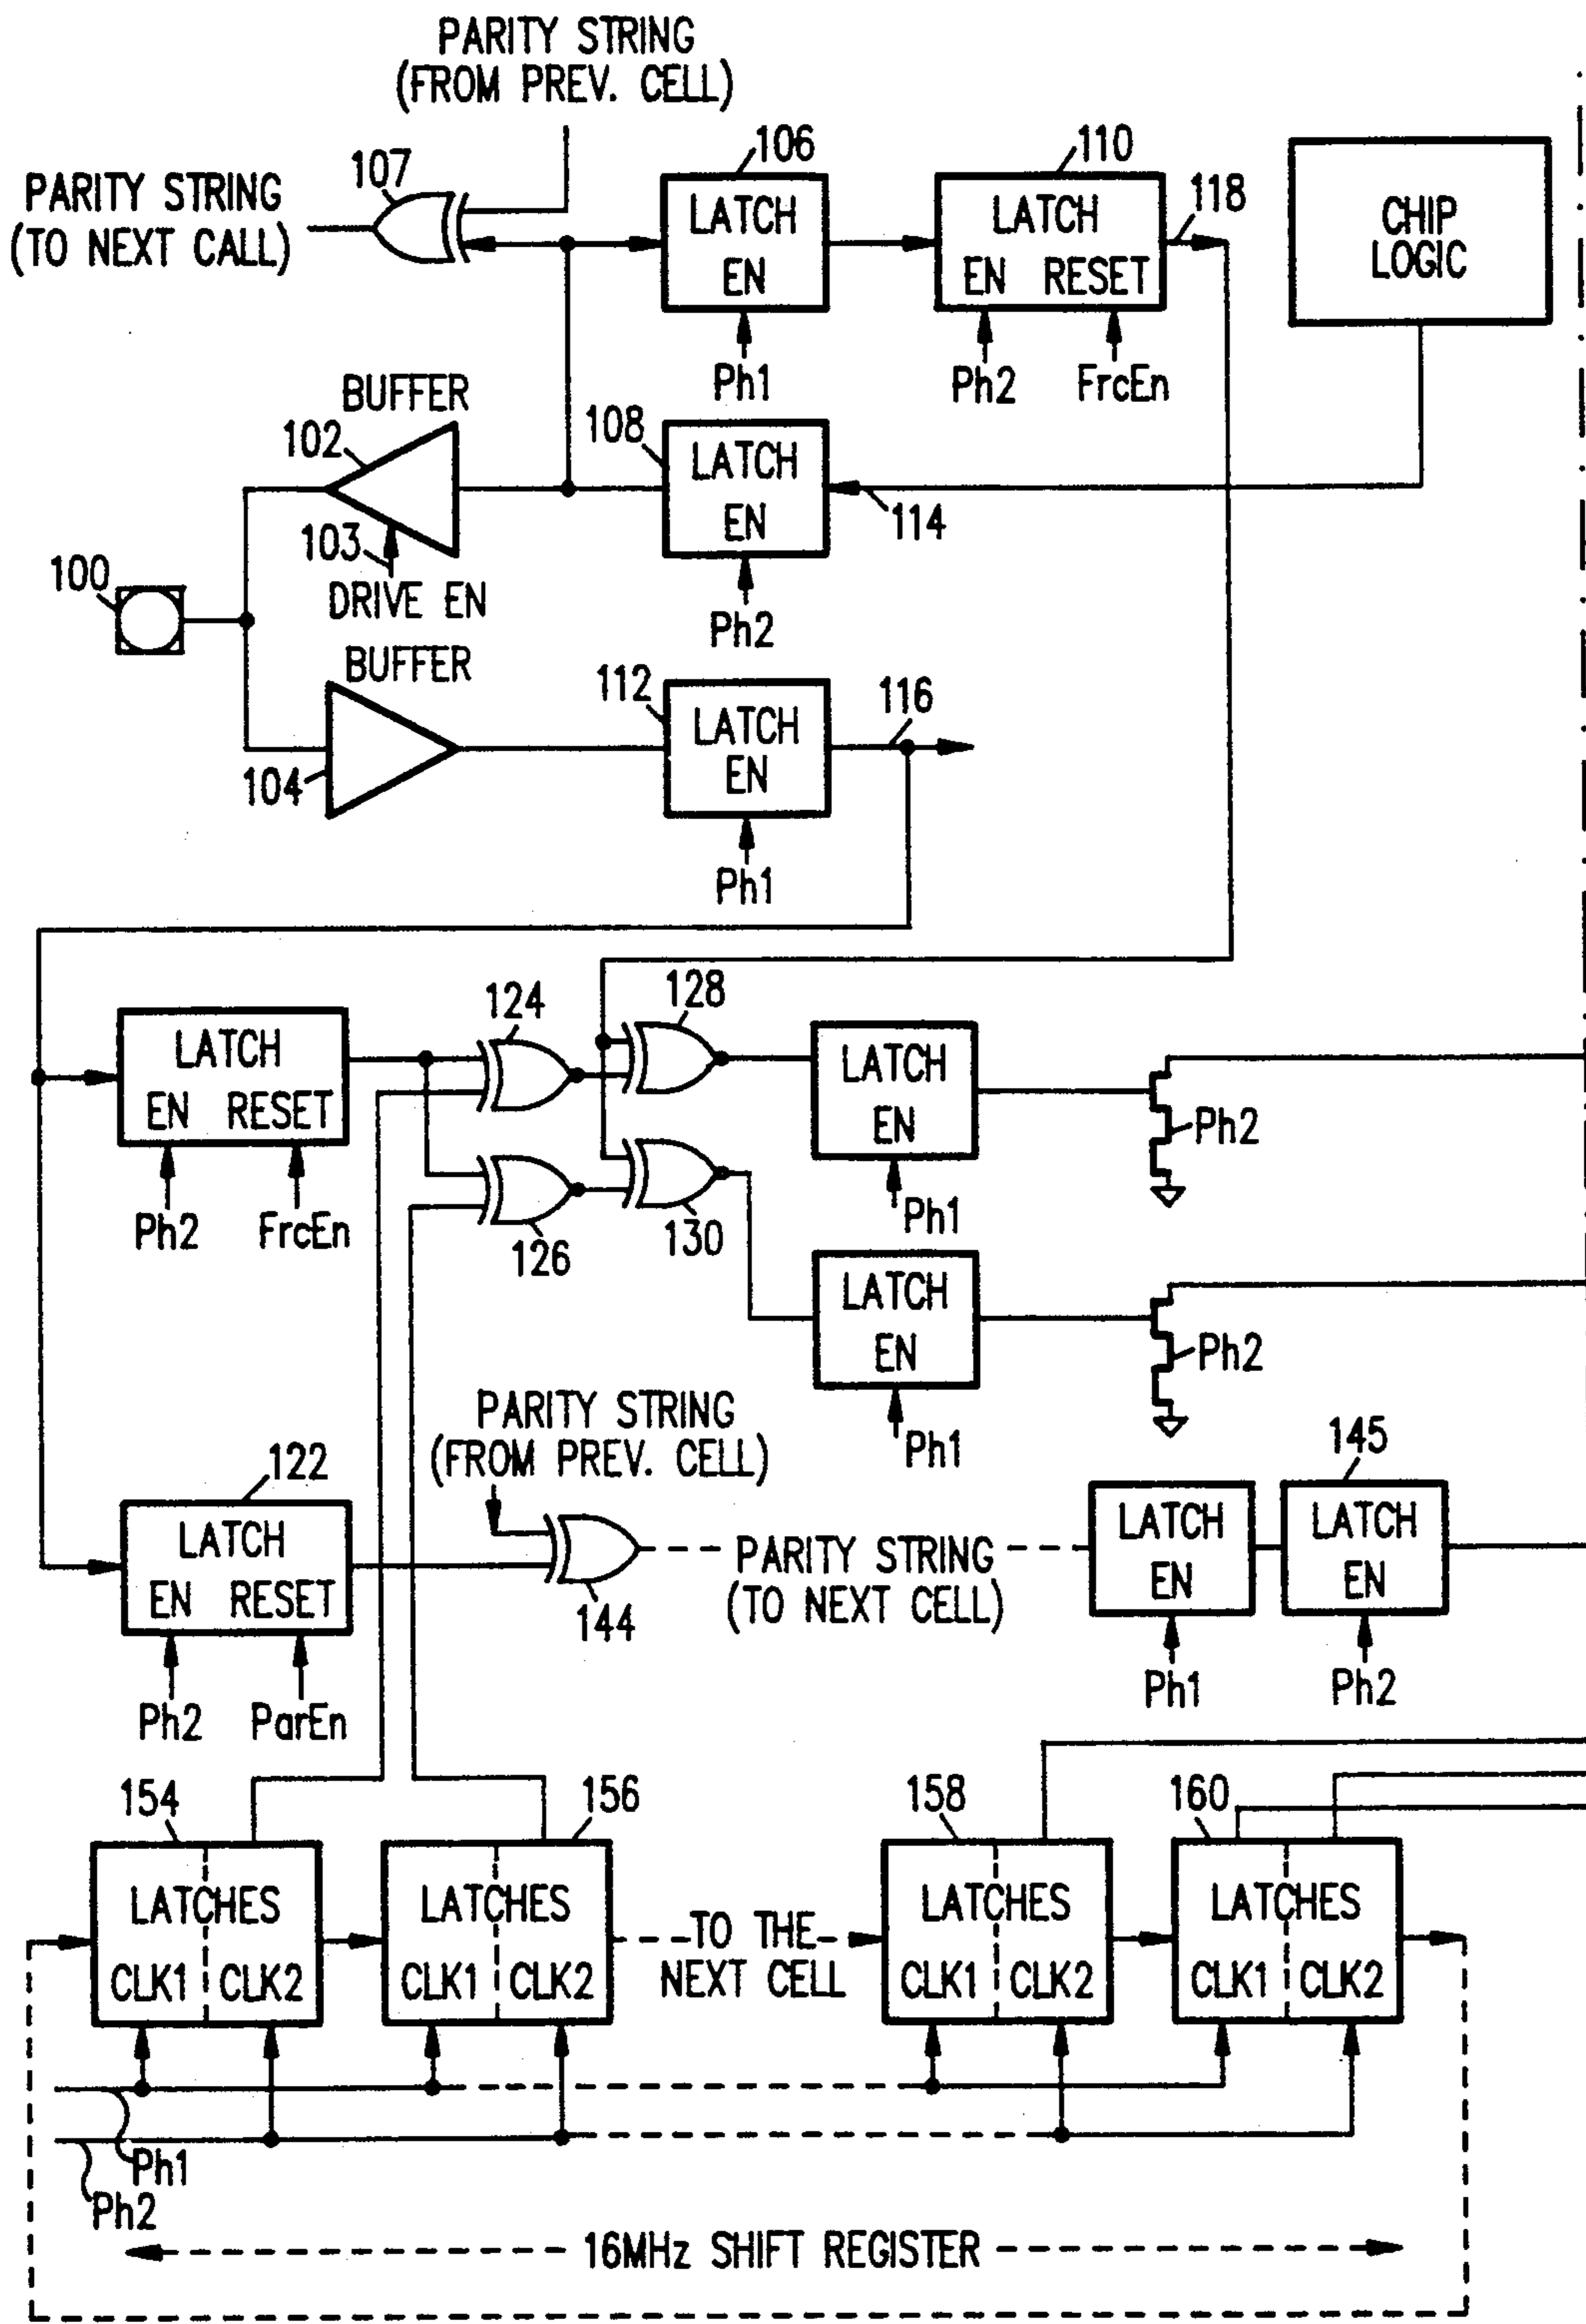 PARITY STRING
(FROM PREV. CELL)
107
106
110
PARITY STRING
(TO NEXT CALL)
LATCH
EN
LATCH
EN RESET
118
CHIP
LOGIC
Ph1
Ph2
FrcEn
BUFFER
102
108
LATCH
EN
114
103
DRIVE EN
100
Ph2
BUFFER
112
LATCH
EN
116
104
Ph1
124
128
LATCH
EN RESET
LATCH
EN
Ph2
Ph2
FrcEn
126
130
Ph1
LATCH
EN
Ph2
PARITY STRING
(FROM PREV. CELL)
Ph1
145
122
LATCH
EN RESET
144
PARITY STRING
(TO NEXT CELL)
LATCH
EN
LATCH
EN
Ph2
ParEn
Ph1
Ph2
154
156
158
160
LATCHES
CLK1 CLK2
LATCHES
CLK1 CLK2
TO THE
NEXT CELL
LATCHES
CLK1 CLK2
LATCHES
CLK1 CLK2
Ph1
Ph2
16MHz SHIFT REGISTER